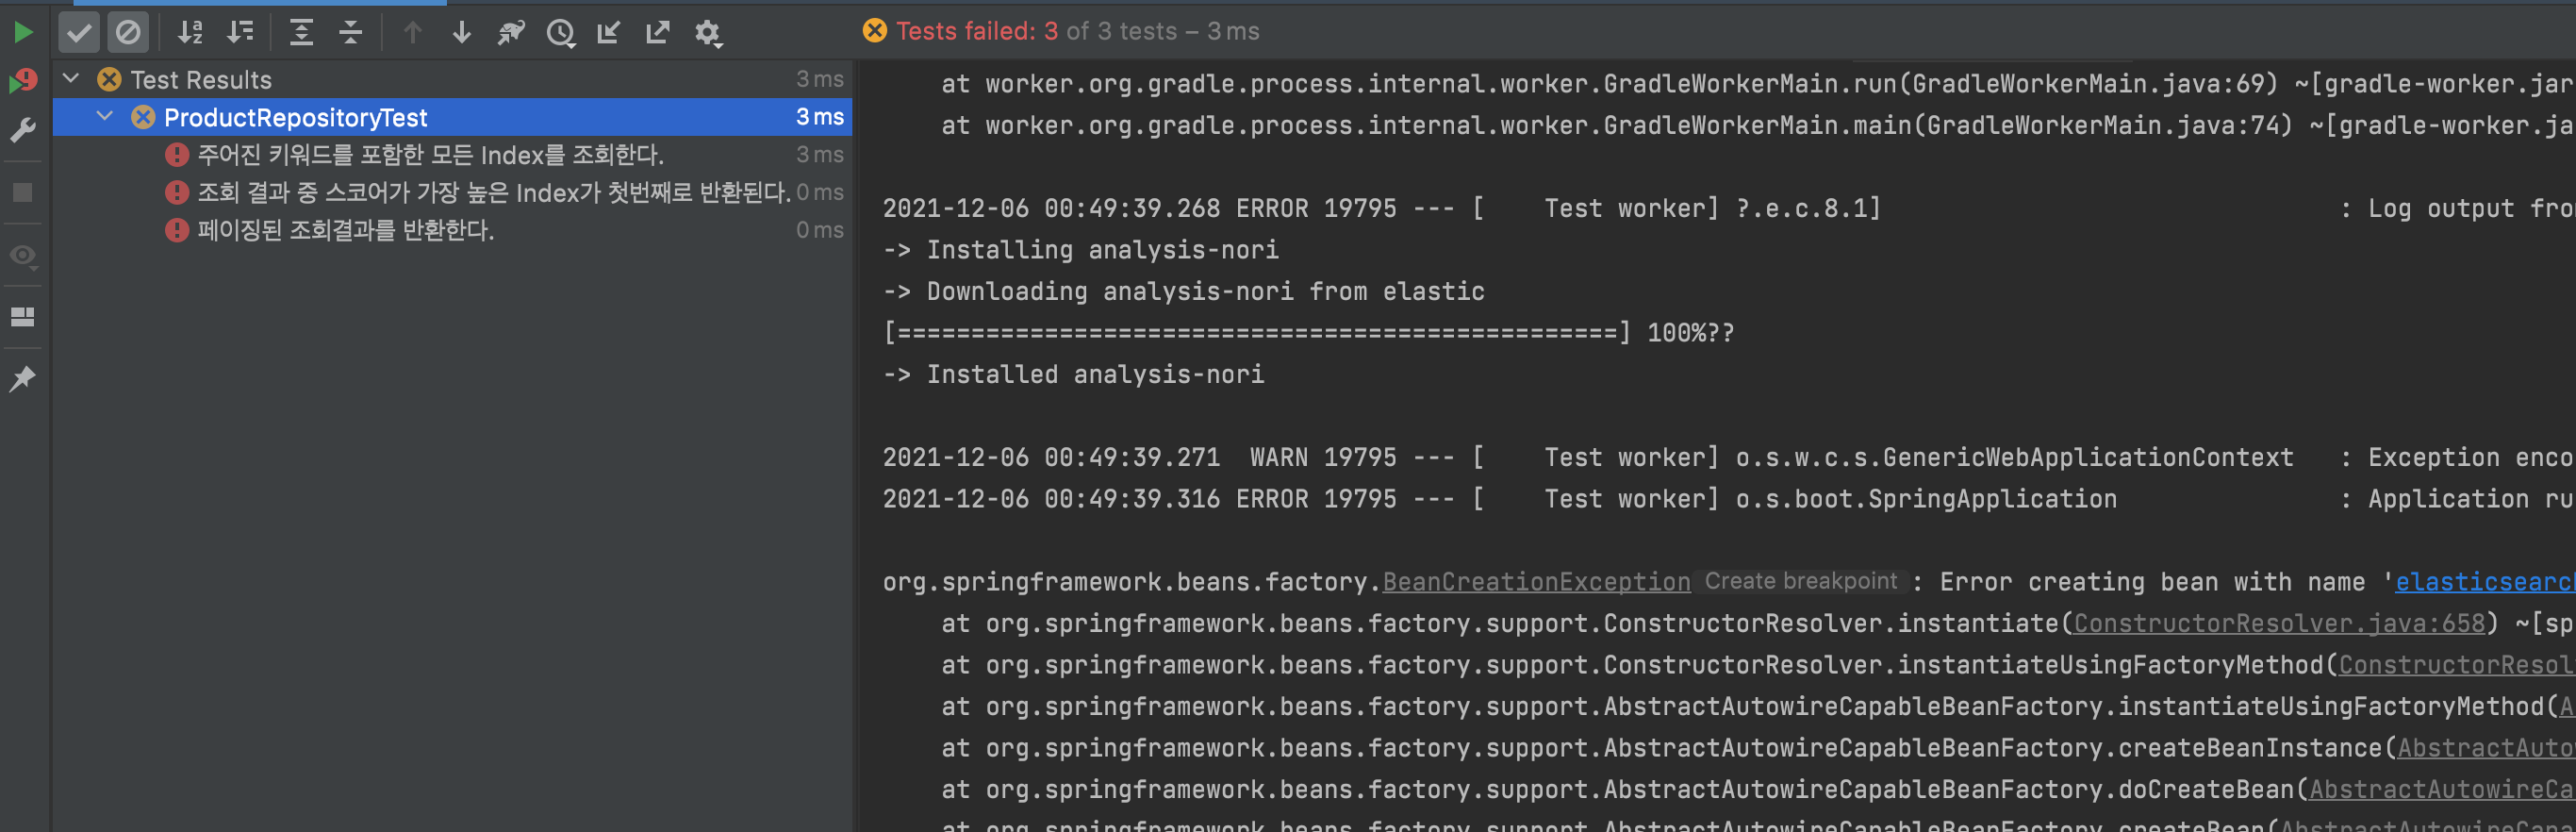 Tests failed: 3 of 3 tests – 3 ms
Test Results 3 ms
ProductRepositoryTest 3 ms
주어진 키워드를 포함한 모든 Index를 조회한다. 3 ms
조회 결과 중 스코어가 가장 높은 Index가 첫번째로 반환된다. 0 ms
페이징된 조회결과를 반환한다. 0 ms
at worker.org.gradle.process.internal.worker.GradleWorkerMain.run(GradleWorkerMain.java:69) ~[gradle-worker.jar
at worker.org.gradle.process.internal.worker.GradleWorkerMain.main(GradleWorkerMain.java:74) ~[gradle-worker.ja
2021-12-06 00:49:39.268 ERROR 19795 --- [    Test worker] ?.e.c.8.1]                               : Log output fro
-> Installing analysis-nori
-> Downloading analysis-nori from elastic
[=================================================] 100%??
-> Installed analysis-nori
2021-12-06 00:49:39.271  WARN 19795 --- [    Test worker] o.s.w.c.s.GenericWebApplicationContext   : Exception enco
2021-12-06 00:49:39.316 ERROR 19795 --- [    Test worker] o.s.boot.SpringApplication               : Application ru
org.springframework.beans.factory.BeanCreationException Create breakpoint : Error creating bean with name 'elasticsearch
at org.springframework.beans.factory.support.ConstructorResolver.instantiate(ConstructorResolver.java:658) ~[sp
at org.springframework.beans.factory.support.ConstructorResolver.instantiateUsingFactoryMethod(ConstructorResol
at org.springframework.beans.factory.support.AbstractAutowireCapableBeanFactory.instantiateUsingFactoryMethod(A
at org.springframework.beans.factory.support.AbstractAutowireCapableBeanFactory.createBeanInstance(AbstractAuto
at org.springframework.beans.factory.support.AbstractAutowireCapableBeanFactory.doCreateBean(AbstractAutowireCa
at org.springframework.beans.factory.support.AbstractAutowireCapableBeanFactory.createBean(AbstractAutowireCape